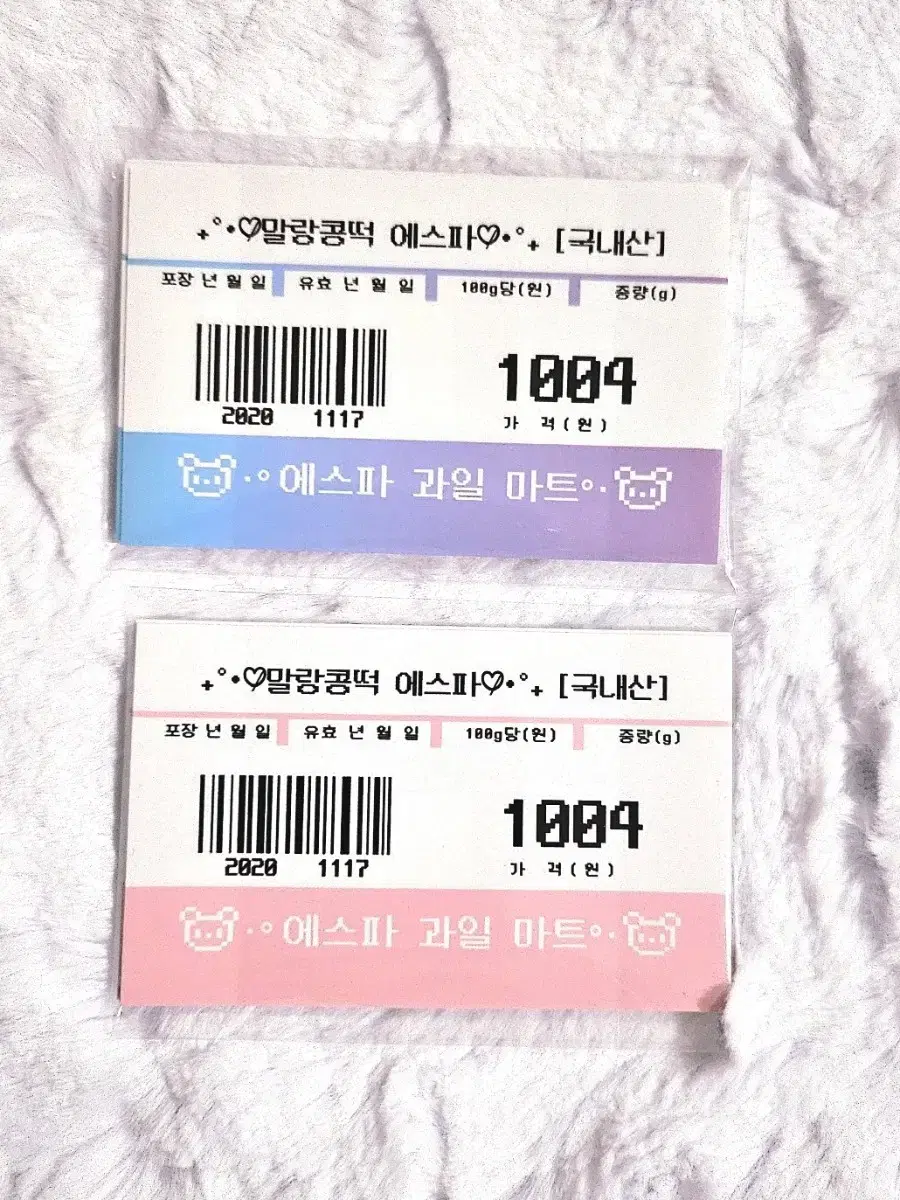 ₊˚•♡말랑콩떡 에스파♡•˚₊ [국내산]
포장 년 월 일 유효 년 월 일 100g당(원) 중량(g)
2020 1117
1004
가 격(원)
·°에스파 과일 마트°·
₊˚•♡말랑콩떡 에스파♡•˚₊ [국내산]
포장 년 월 일 유효 년 월 일 100g당(원) 중량(g)
2020 1117
1004
가 격(원)
·°에스파 과일 마트°·